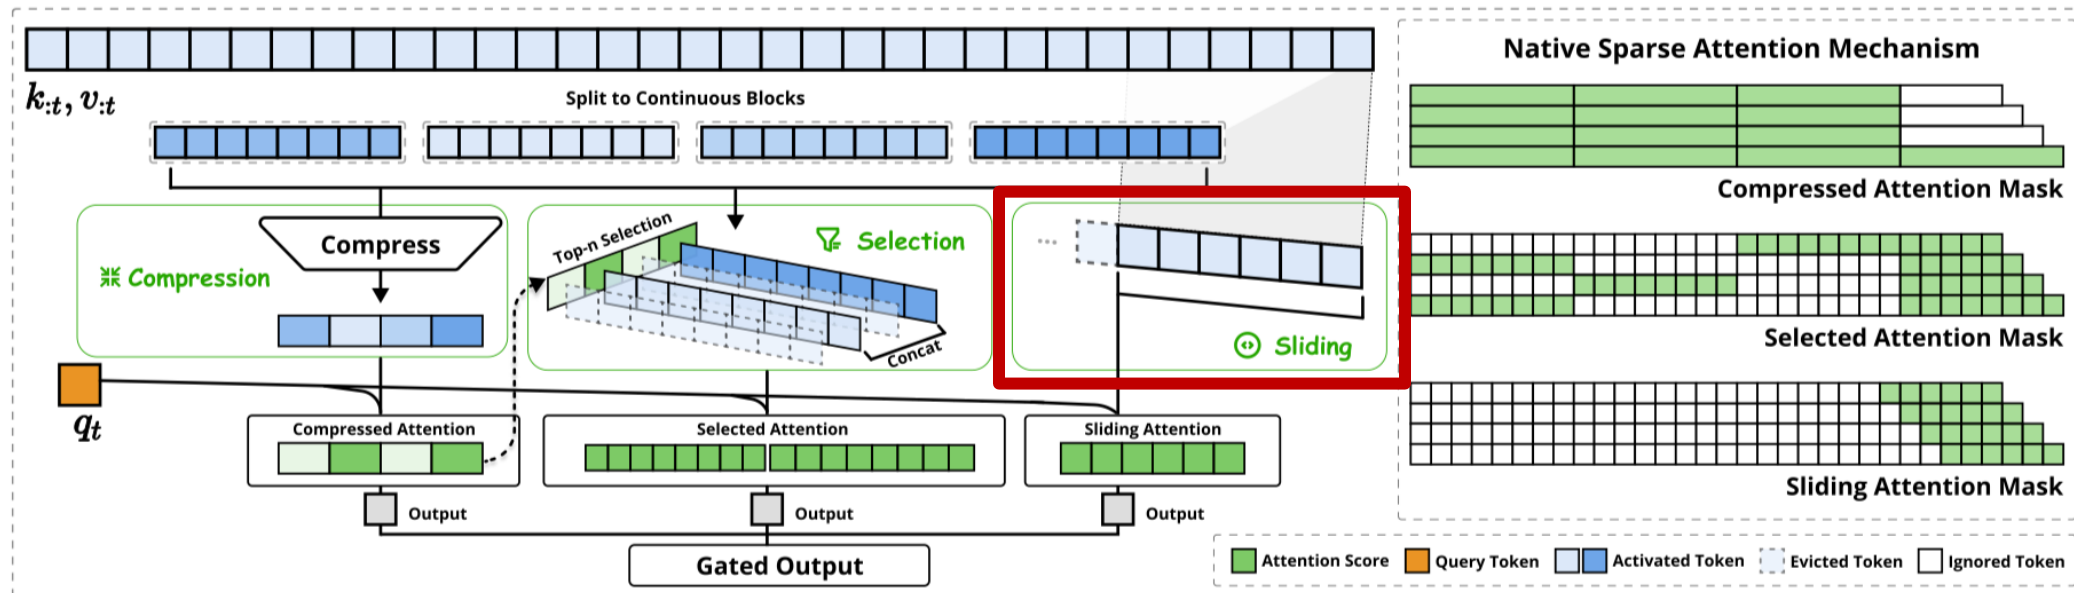 Native Sparse Attention Mechanism
k:t, v:t
Split to Continuous Blocks
Compressed Attention Mask
Compress
Compression
Top-n Selection
Selection
Concat
...
Sliding
Selected Attention Mask
qt
Compressed Attention
Selected Attention
Sliding Attention
Sliding Attention Mask
Output
Output
Output
Gated Output
Attention Score
Query Token
Activated Token
Evicted Token
Ignored Token